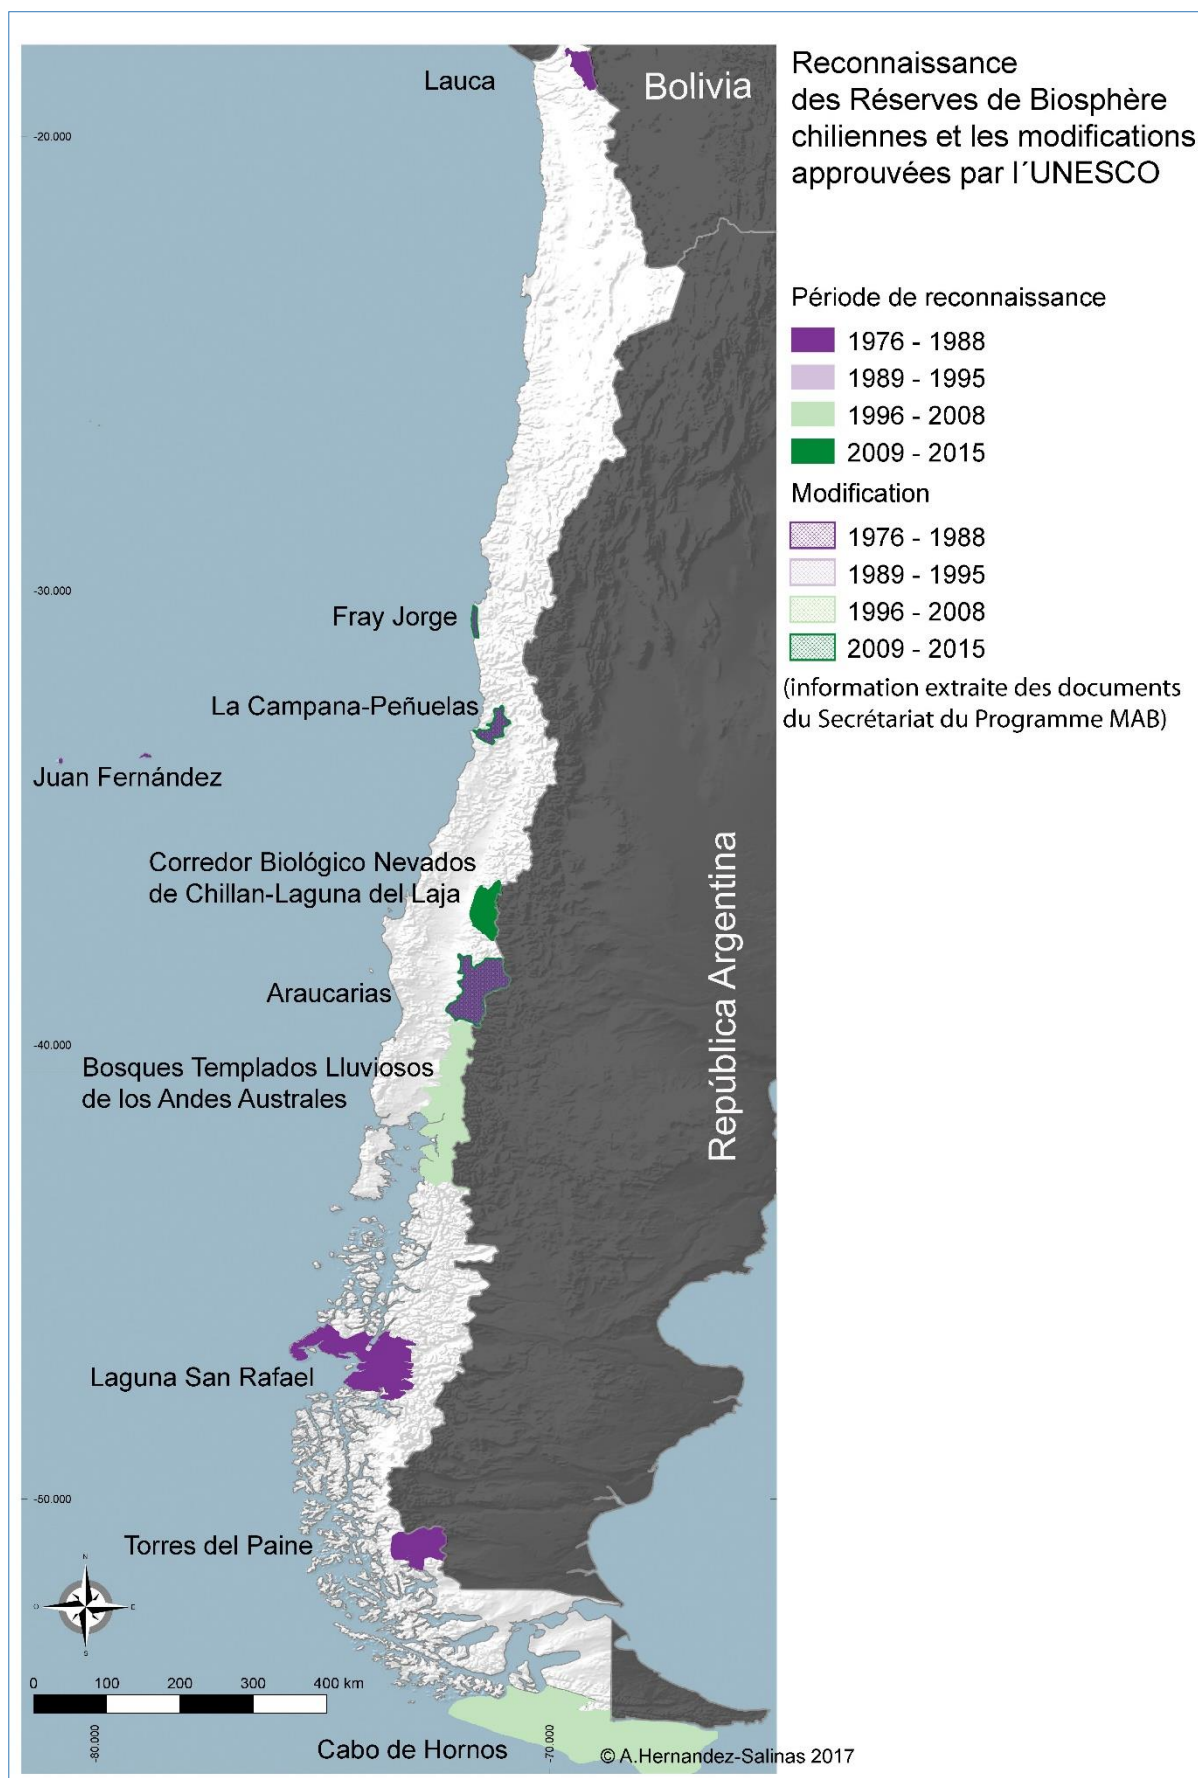 Reconnaissance
des Réserves de Biosphère
chiliennes et les modifications
approuvées par l´UNESCO
Période de reconnaissance
1976 - 1988
1989 - 1995
1996 - 2008
2009 - 2015
Modification
1976 - 1988
1989 - 1995
1996 - 2008
2009 - 2015
(information extraite des documents
du Secrétariat du Programme MAB)
Lauca
Bolivia
-20.000
-30.000
Fray Jorge
La Campana-Peñuelas
Juan Fernández
Corredor Biológico Nevados
de Chillan-Laguna del Laja
República Argentina
Araucarias
-40.000
Bosques Templados Lluviosos
de los Andes Australes
Laguna San Rafael
-50.000
Torres del Paine
N
O
E
S
0 100 200 300 400 km
-80.000
-70.000
Cabo de Hornos
© A.Hernandez-Salinas 2017